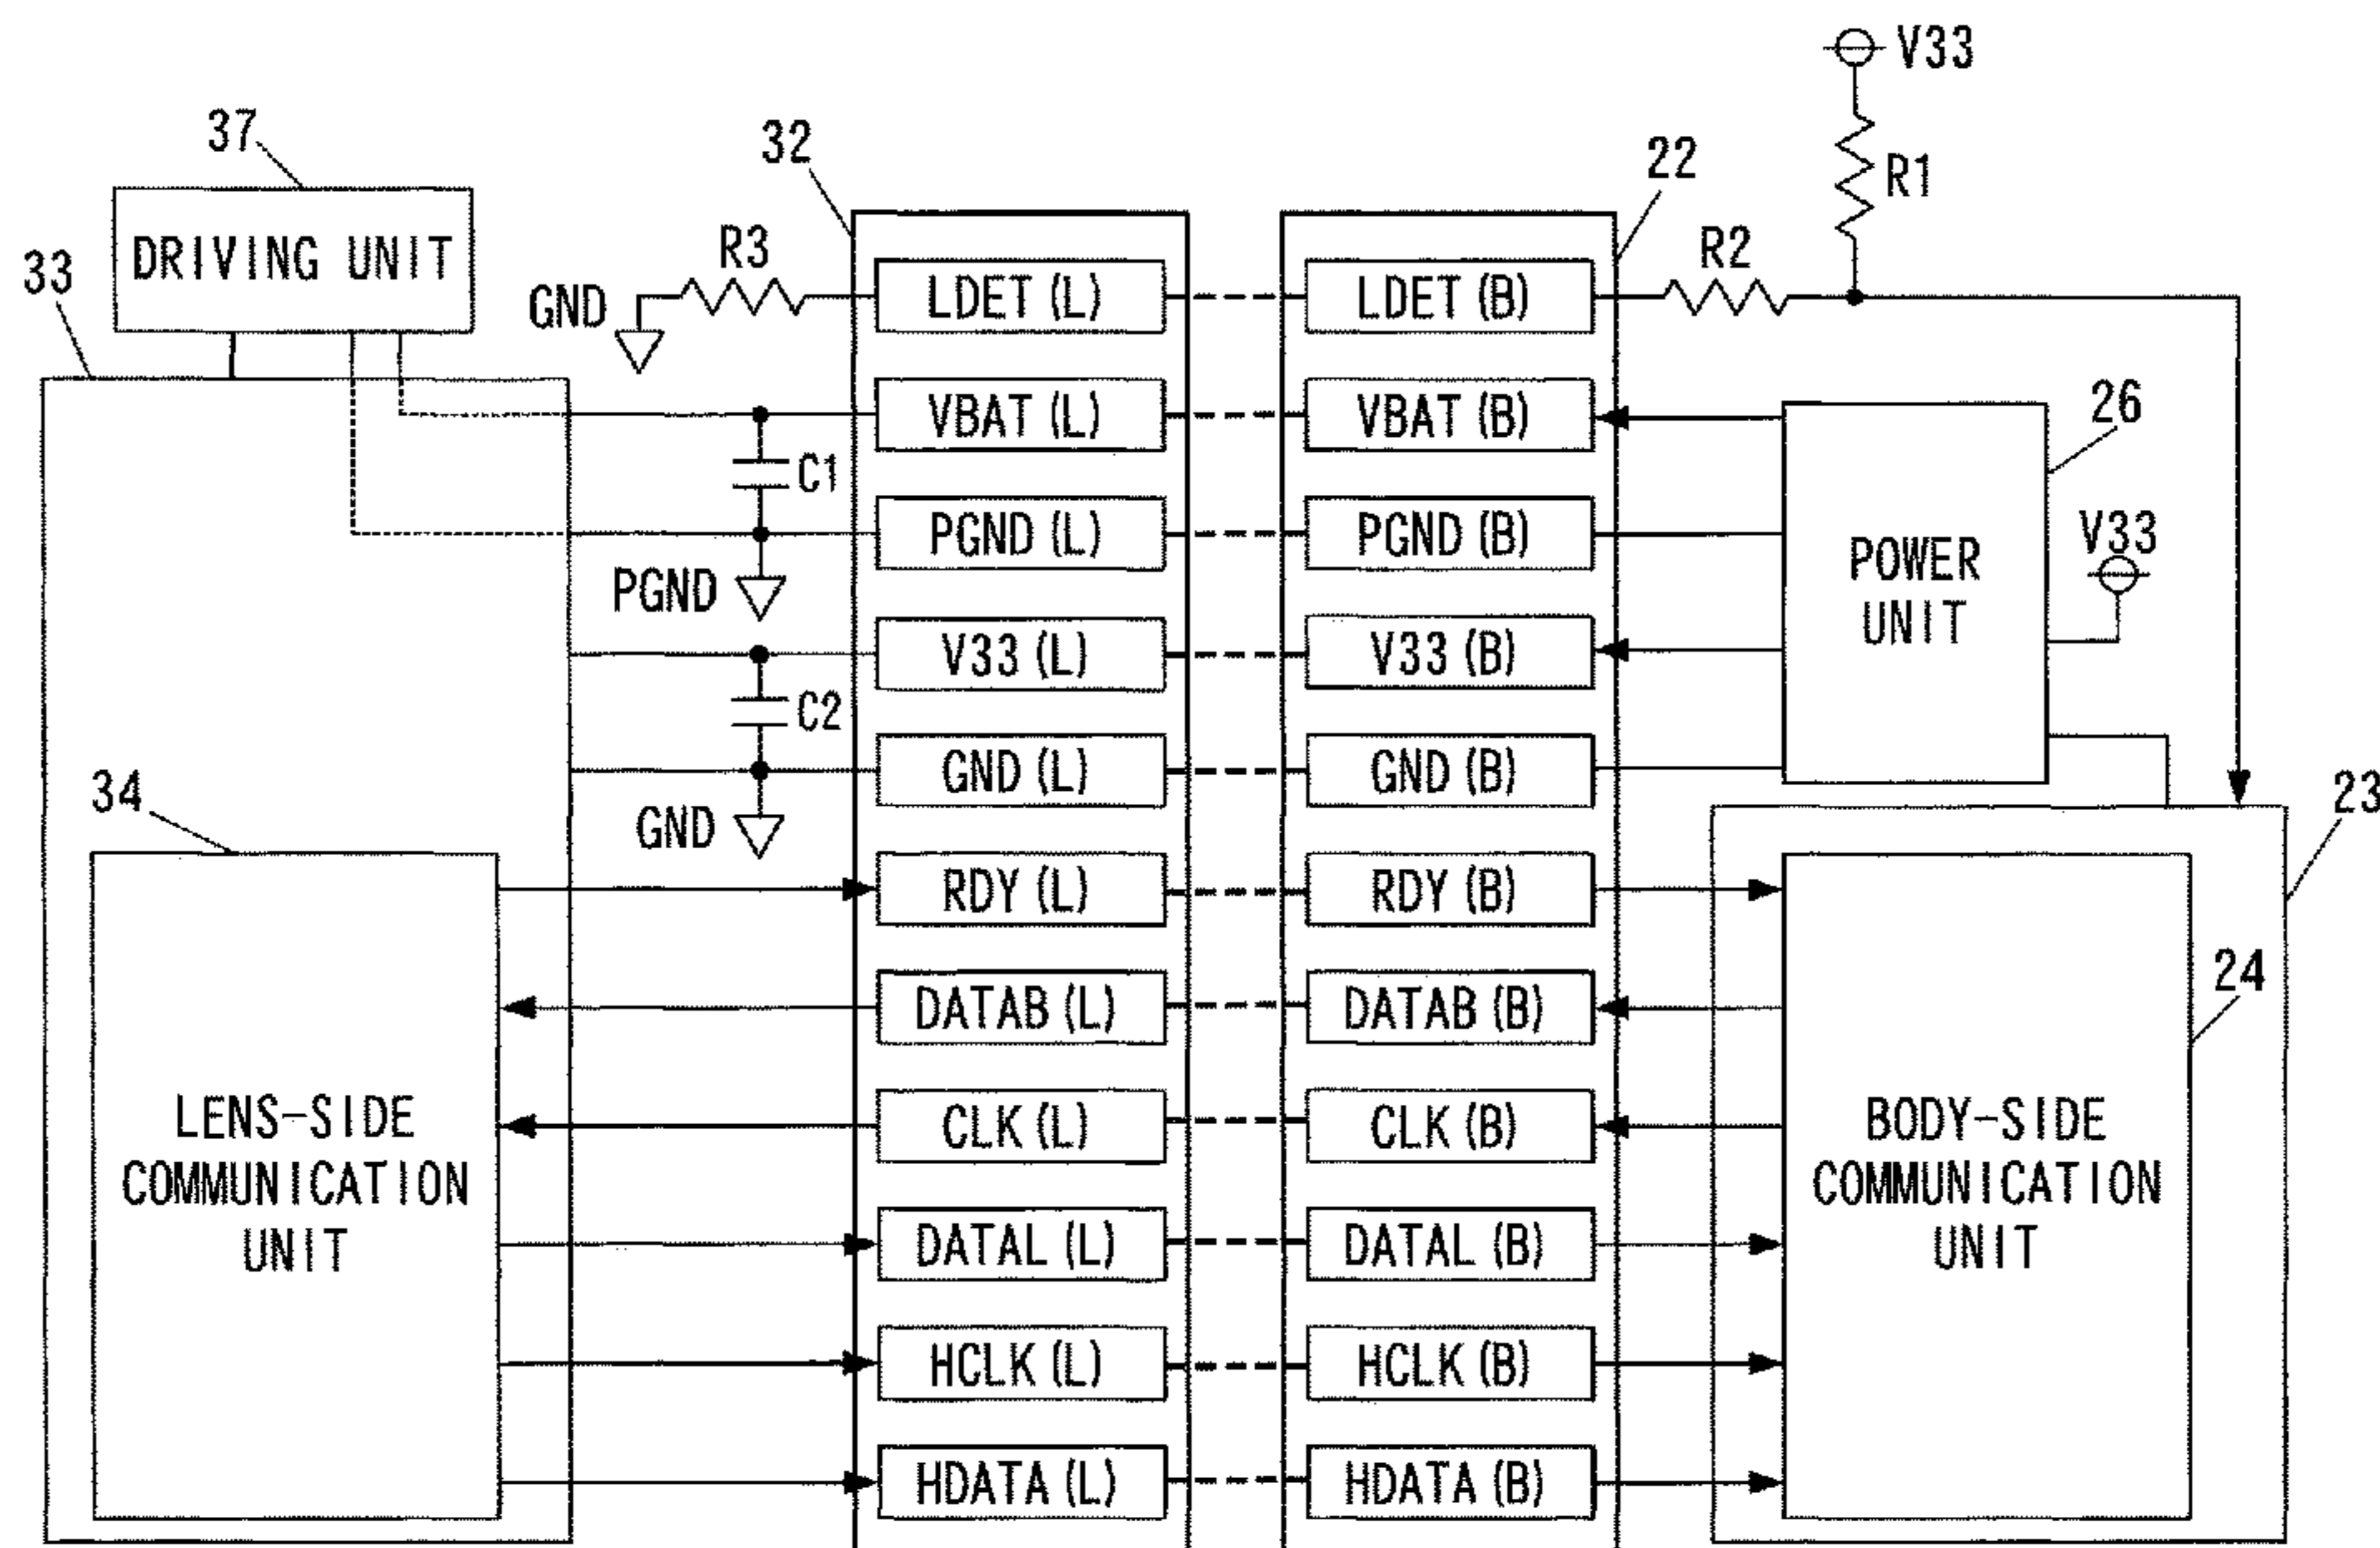 V33
37
32
22
R1
33
DRIVING UNIT
R3
R2
GND
LDET (L)
LDET (B)
VBAT (L)
VBAT (B)
26
C1
PGND (L)
PGND (B)
V33
PGND
POWER
UNIT
V33 (L)
V33 (B)
C2
GND (L)
GND (B)
34
GND
23
RDY (L)
RDY (B)
24
DATAB (L)
DATAB (B)
LENS-SIDE
COMMUNICATION
UNIT
CLK (L)
CLK (B)
BODY-SIDE
COMMUNICATION
UNIT
DATAL (L)
DATAL (B)
HCLK (L)
HCLK (B)
HDATA (L)
HDATA (B)